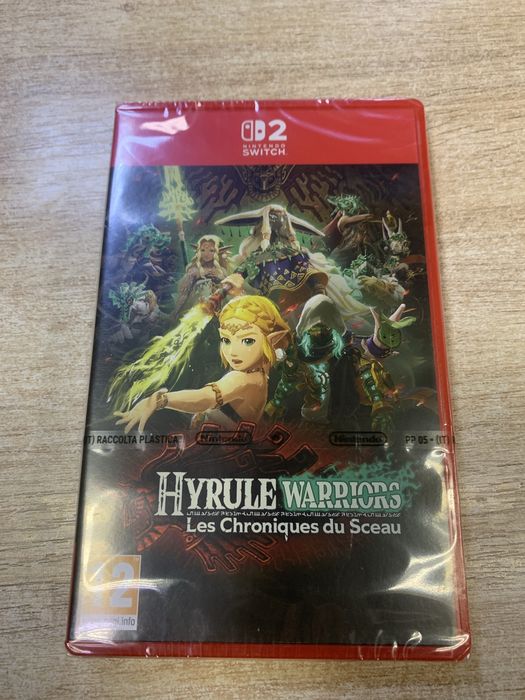 2
NINTENDO
SWITCH
(IT) RACCOLTA PLASTICA Nintendo Nintendo PP 05 - (IT)
HYRULE WARRIORS
Les Chroniques du Sceau
12